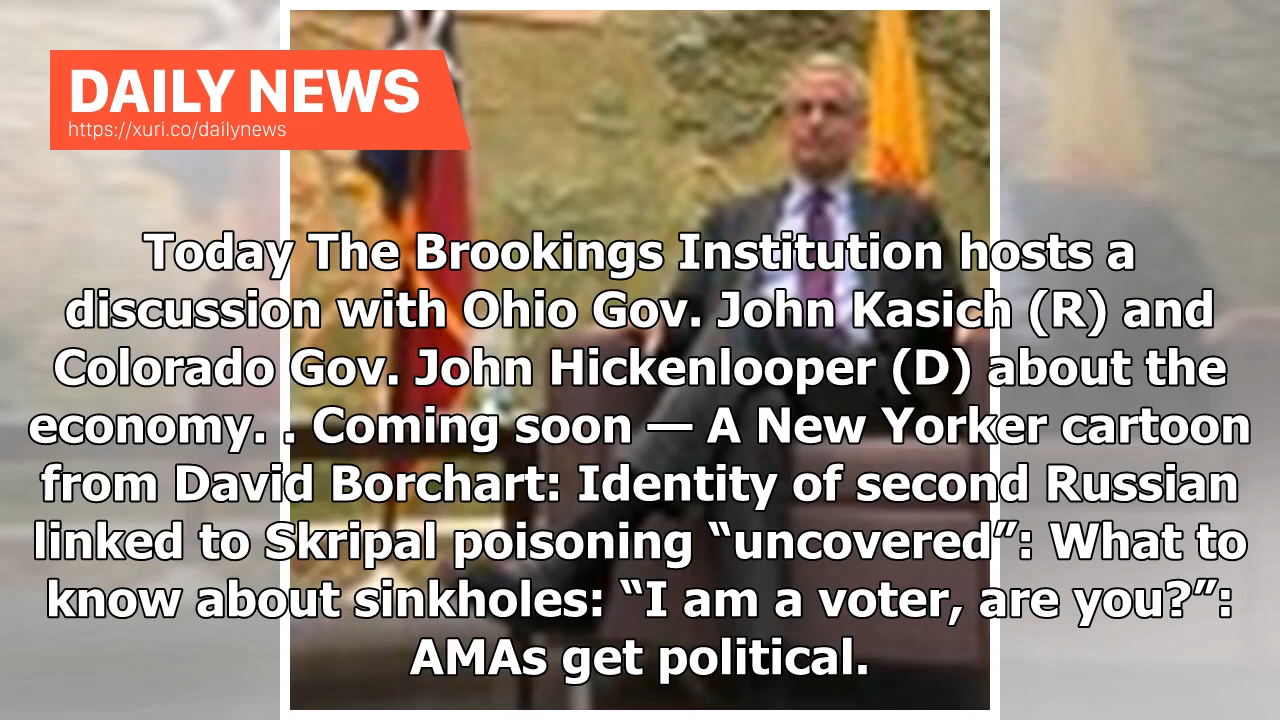 DAILY NEWS
https://xuri.co/dailynews
Today The Brookings Institution hosts a
discussion with Ohio Gov. John Kasich (R) and
Colorado Gov. John Hickenlooper (D) about the
economy. . Coming soon — A New Yorker cartoon
from David Borchart: Identity of second Russian
linked to Skripal poisoning “uncovered”: What to
know about sinkholes: “I am a voter, are you?”:
AMAs get political.